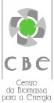 CBE
Centro
da Biomassa
para a Energia